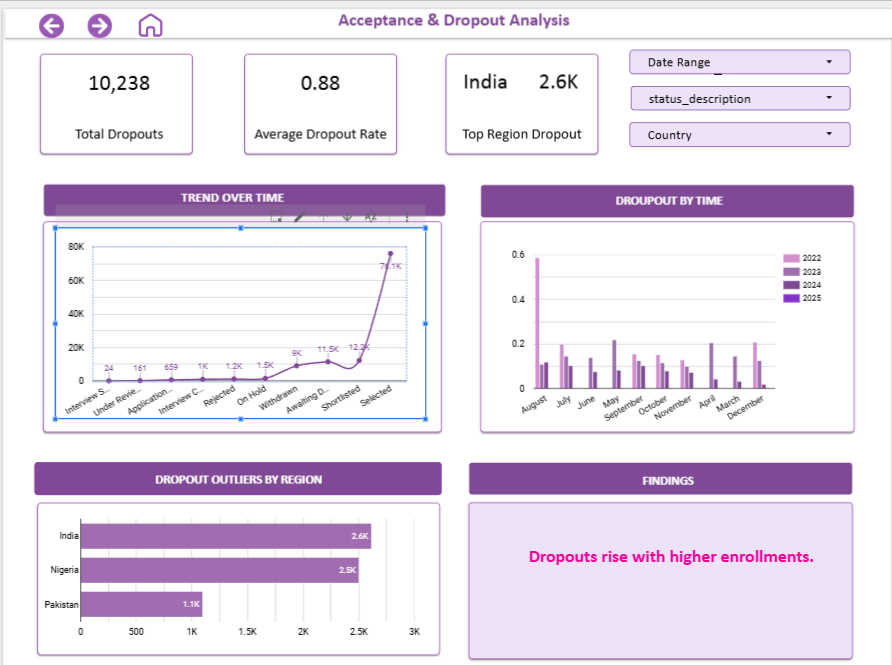 Acceptance & Dropout Analysis
10,238
Total Dropouts
0.88
Average Dropout Rate
India 2.6K
Top Region Dropout
Date Range
status_description
Country
TREND OVER TIME
80K
60K
40K
20K
0
24
161
659
1K
1.2K
1.5K
9K
11.5K
12.2K
76.1K
Interview S...
Under Revie...
Application...
Interview C...
Rejected
On Hold
Withdrawn
Awaiting D...
Shortlisted
Selected
DROUPOUT BY TIME
0.6
0.4
0.2
0
August
July
June
May
September
October
November
April
March
December
2022
2023
2024
2025
DROPOUT OUTLIERS BY REGION
India
2.6K
Nigeria
2.5K
Pakistan
1.1K
0 500 1K 1.5K 2K 2.5K 3K
FINDINGS
Dropouts rise with higher enrollments.